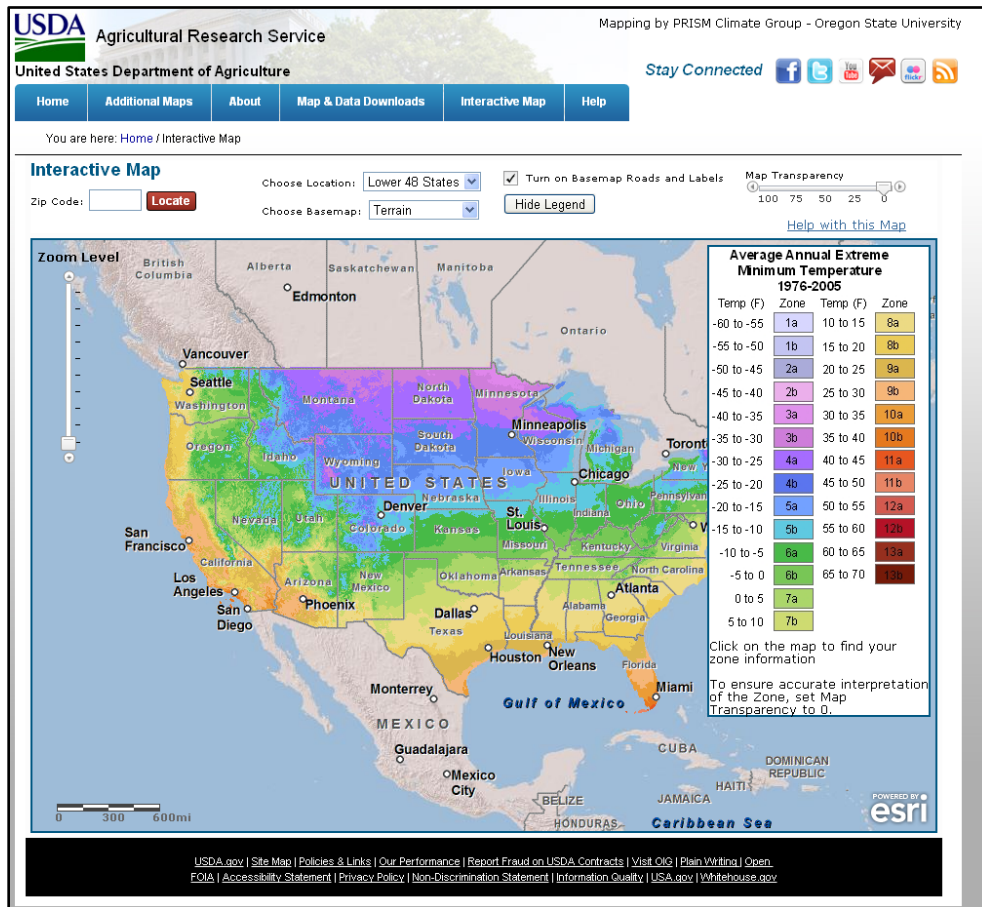 USDA
Agricultural Research Service
United States Department of Agriculture
Mapping by PRISM Climate Group - Oregon State University
Stay Connected
You Tube
flickr
Home Additional Maps About Map & Data Downloads Interactive Map Help
You are here: Home / Interactive Map
Interactive Map
Zip Code: Locate
Choose Location: Lower 48 States
Choose Basemap: Terrain
Turn on Basemap Roads and Labels
Hide Legend
Map Transparency
100 75 50 25 0
Help with this Map
Zoom Level
British Columbia
Alberta
Saskatchewan
Manitoba
Edmonton
Ontario
Vancouver
Seattle
Washington
Montana
North Dakota
Minnesota
Minneapolis
Oregon
Idaho
Wyoming
South Dakota
Wisconsin
Michigan
Toront
New Y
Iowa
Chicago
UNITED STATES
Nebraska
Illinois
Indiana
Ohio
Pennsylvan
Nevada
Utah
Denver
Colorado
Kansas
St. Louis
Missouri
Kentucky
W
Virginia
San Francisco
California
Los Angeles
San Diego
Arizona
Phoenix
New Mexico
Oklahoma
Arkansas
Tennessee
North Carolina
Atlanta
Dallas
Texas
Alabama
Georgia
Louisiana
Houston
New Orleans
Florida
Miami
Monterrey
Gulf of Mexico
MEXICO
Guadalajara
Mexico City
CUBA
DOMINICAN REPUBLIC
HAITI
JAMAICA
BELIZE
HONDURAS
Caribbean Sea
0 300 600mi
POWERED BY
esri
Average Annual Extreme
Minimum Temperature
1976-2005
Temp (F) Zone Temp (F) Zone
-60 to -55 1a 10 to 15 8a
-55 to -50 1b 15 to 20 8b
-50 to -45 2a 20 to 25 9a
-45 to -40 2b 25 to 30 9b
-40 to -35 3a 30 to 35 10a
-35 to -30 3b 35 to 40 10b
-30 to -25 4a 40 to 45 11a
-25 to -20 4b 45 to 50 11b
-20 to -15 5a 50 to 55 12a
-15 to -10 5b 55 to 60 12b
-10 to -5 6a 60 to 65 13a
-5 to 0 6b 65 to 70 13b
0 to 5 7a
5 to 10 7b
Click on the map to find your
zone information
To ensure accurate interpretation
of the Zone, set Map
Transparency to 0.
USDA.gov | Site Map | Policies & Links | Our Performance | Report Fraud on USDA Contracts | Visit OIG | Plain Writing | Open
FOIA | Accessibility Statement | Privacy Policy | Non-Discrimination Statement | Information Quality | USA.gov | Whitehouse.gov